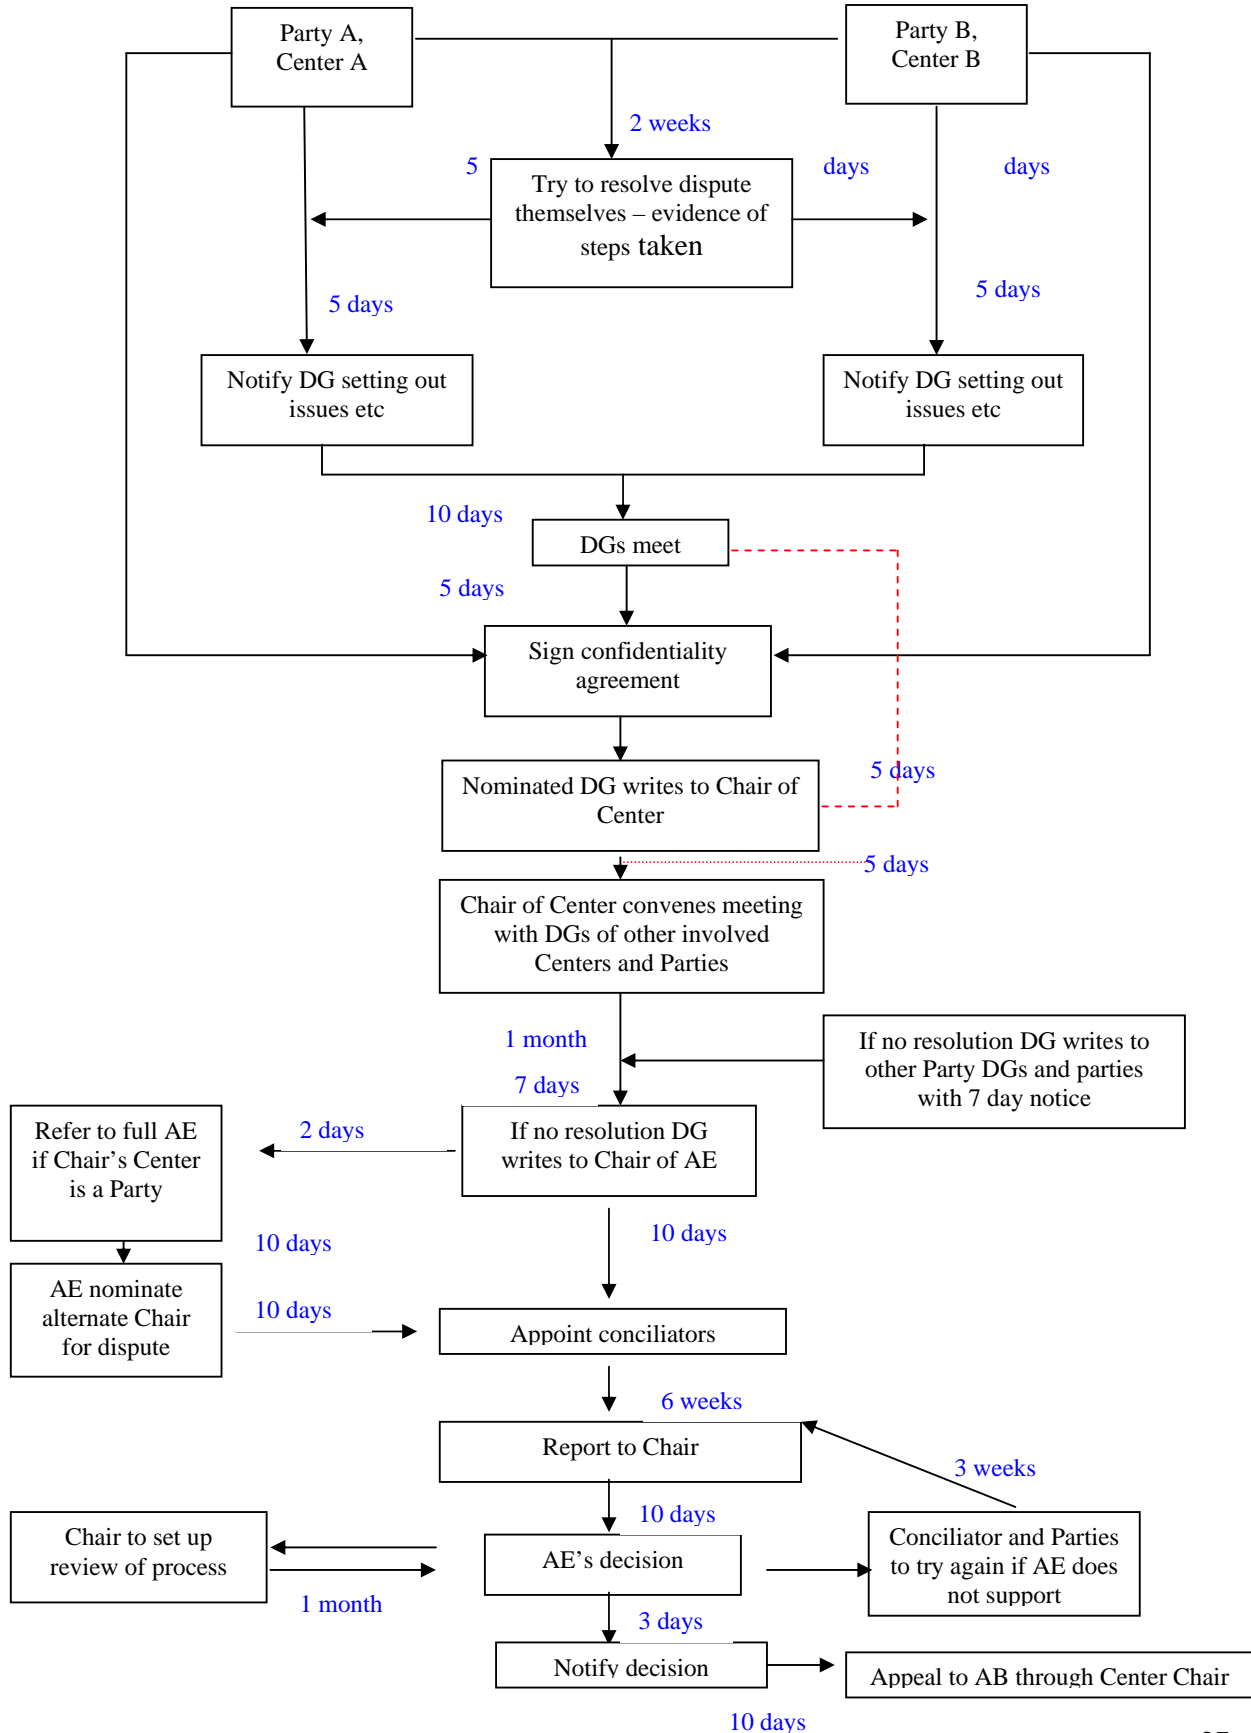 Party A,
Center A
Party B,
Center B
2 weeks
5
days
days
Try to resolve dispute
themselves – evidence of
steps taken
5 days
5 days
Notify DG setting out
issues etc
Notify DG setting out
issues etc
10 days
DGs meet
5 days
Sign confidentiality
agreement
5 days
Nominated DG writes to Chair of
Center
5 days
Chair of Center convenes meeting
with DGs of other involved
Centers and Parties
1 month
If no resolution DG writes to
other Party DGs and parties
with 7 day notice
7 days
Refer to full AE
if Chair's Center
is a Party
2 days
If no resolution DG
writes to Chair of AE
10 days
10 days
AE nominate
alternate Chair
for dispute
10 days
Appoint conciliators
6 weeks
Report to Chair
3 weeks
10 days
Chair to set up
review of process
AE's decision
Conciliator and Parties
to try again if AE does
not support
1 month
3 days
Notify decision
Appeal to AB through Center Chair
10 days